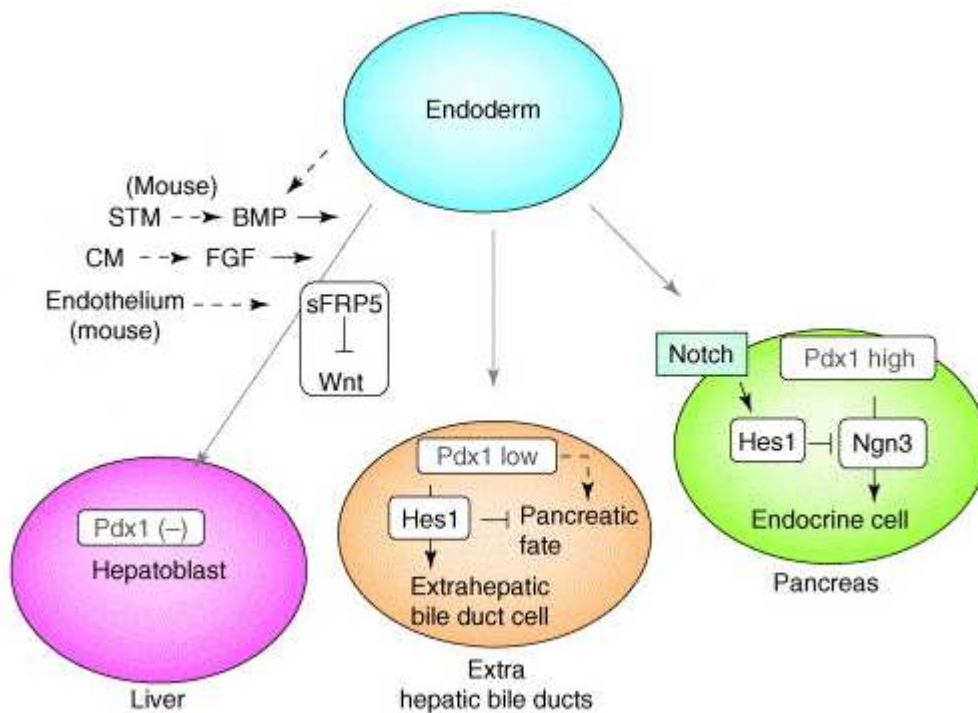 Endoderm
(Mouse)
STM BMP
CM FGF
Endothelium
(mouse)
sFRP5
Wnt
Notch
Pdx1 high
Hes1
Ngn3
Endocrine cell
Pancreas
Pdx1 low
Hes1
Pancreatic
fate
Extrahepatic
bile duct cell
Extra
hepatic bile ducts
Pdx1 (–)
Hepatoblast
Liver